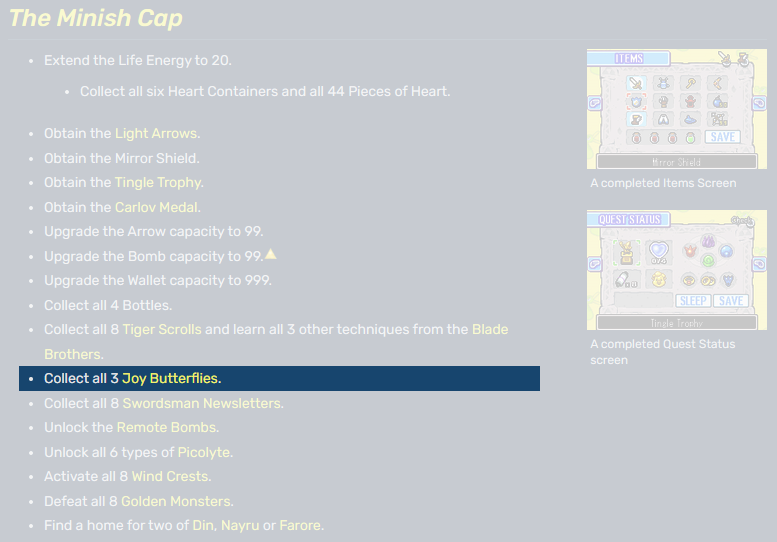 The Minish Cap
Extend the Life Energy to 20.
Collect all six Heart Containers and all 44 Pieces of Heart.
Obtain the Light Arrows.
Obtain the Mirror Shield.
Obtain the Tingle Trophy.
Obtain the Carlov Medal.
Upgrade the Arrow capacity to 99.
Upgrade the Bomb capacity to 99.
Upgrade the Wallet capacity to 999.
Collect all 4 Bottles.
Collect all 8 Tiger Scrolls and learn all 3 other techniques from the Blade
Brothers.
Collect all 3 Joy Butterflies.
Collect all 8 Swordsman Newsletters.
Unlock the Remote Bombs.
Unlock all 6 types of Picolyte.
Activate all 8 Wind Crests.
Defeat all 8 Golden Monsters.
Find a home for two of Din, Nayru or Farore.
ITEMS
SAVE
Mirror Shield
A completed Items Screen
QUEST STATUS
SLEEP SAVE
Tingle Trophy
A completed Quest Status
screen